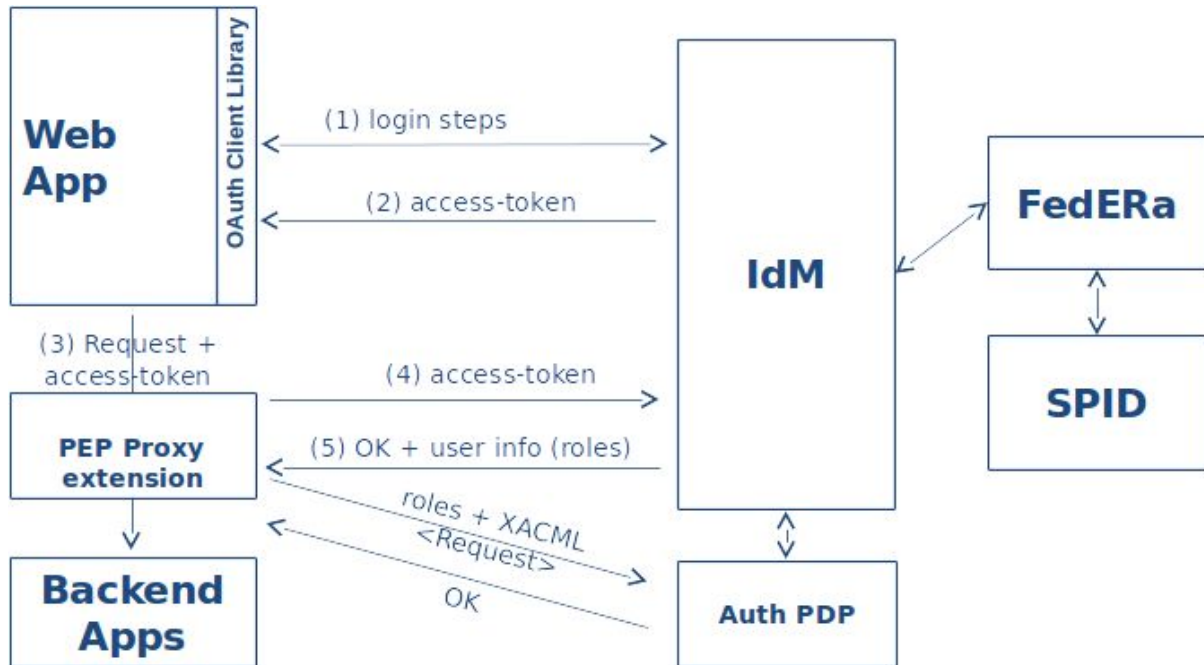 Web
App
OAuth Client Library
(1) login steps
(2) access-token
IdM
FedERa
SPID
(3) Request +
access-token
(4) access-token
PEP Proxy
extension
(5) OK + user info (roles)
roles + XACML
<Request>
OK
Backend
Apps
Auth PDP